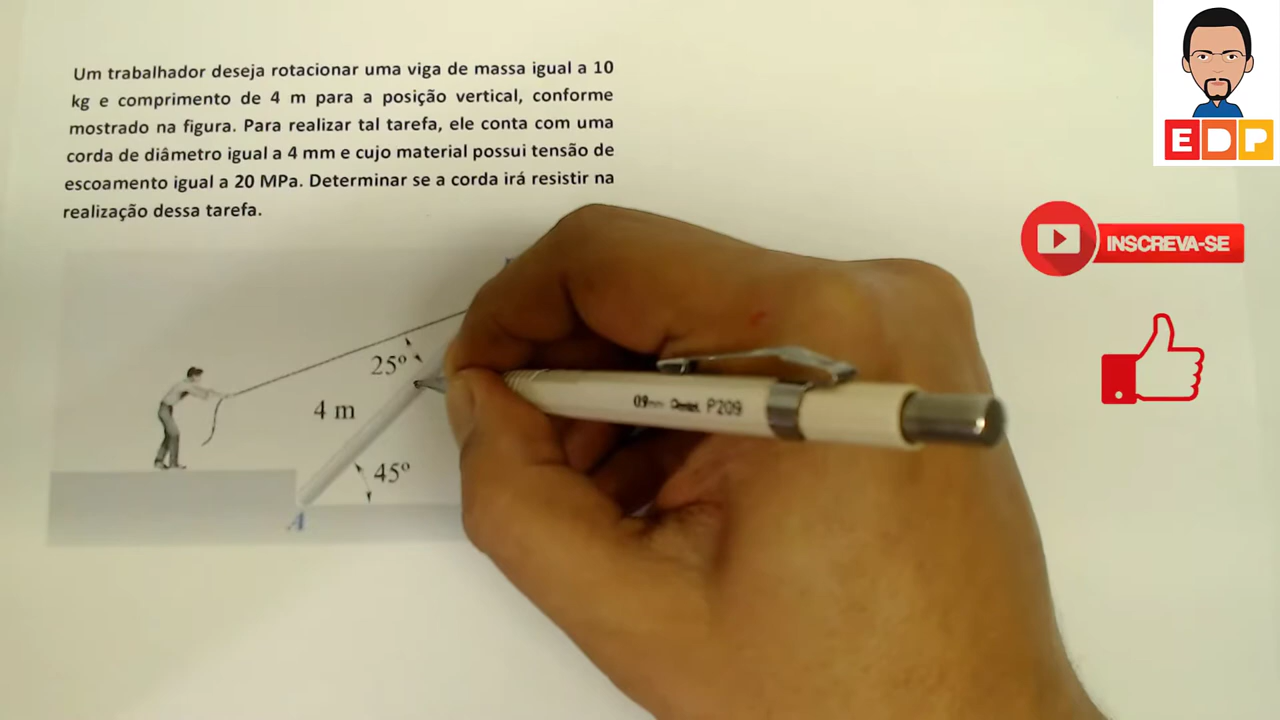 Um trabalhador deseja rotacionar uma viga de massa igual a 10
kg e comprimento de 4 m para a posição vertical, conforme
mostrado na figura. Para realizar tal tarefa, ele conta com uma
corda de diâmetro igual a 4 mm e cujo material possui tensão de
escoamento igual a 20 MPa. Determinar se a corda irá resistir na
realização dessa tarefa.
EDP
INSCREVA-SE
25º
4 m
09mm Pentel P209
45º
A